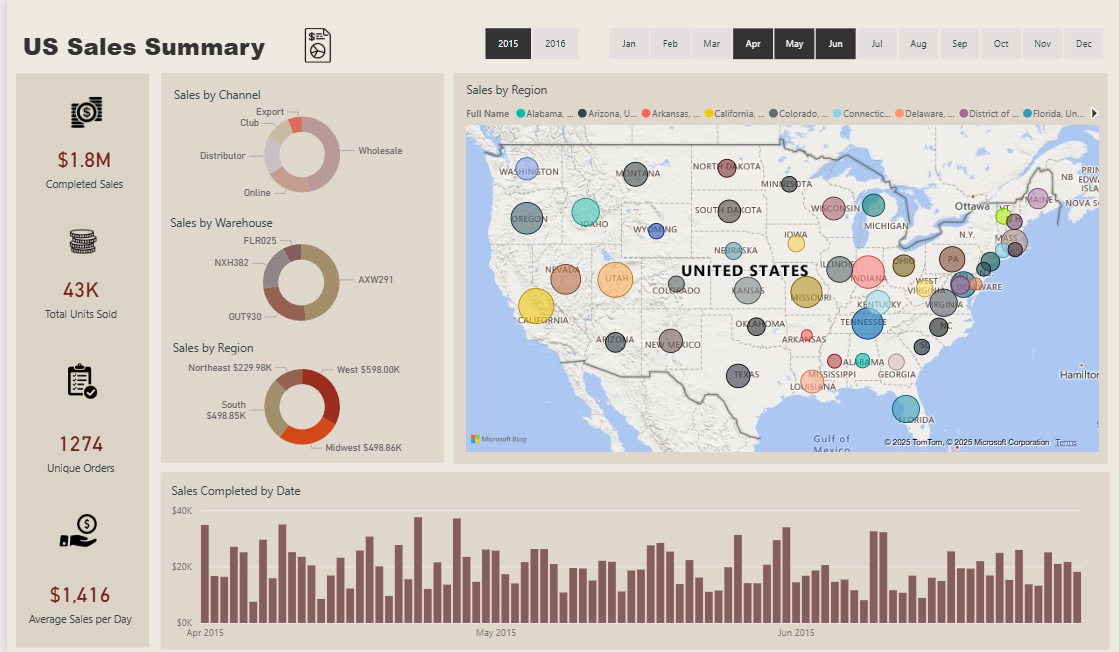 US Sales Summary
2015
2016
Jan
Feb
Mar
Apr
May
Jun
Jul
Aug
Sep
Oct
Nov
Dec
$1.8M
Completed Sales
43K
Total Units Sold
1274
Unique Orders
$1,416
Average Sales per Day
Sales by Channel
Export
Club
Distributor
Wholesale
Online
Sales by Warehouse
FLR025
NXH382
AXW291
GUT930
Sales by Region
Northeast $229.98K
West $598.00K
South
$498.85K
Midwest $498.86K
Sales by Region
Full Name
Alabama, ...
Arizona, U...
Arkansas, ...
California, ...
Colorado, ...
Connectic...
Delaware, ...
District of ...
Florida, Un...
WASHINGTON
MONTANA
NORTH DAKOTA
MINNESOTA
Ottawa
NB
PRIN
EDWA
ISLA
NOVA S
MAINE
VT
N.H.
OREGON
IDAHO
WYOMING
SOUTH DAKOTA
WISCONSIN
MICHIGAN
N.Y.
MASS
IOWA
NEBRASKA
NEVADA
UTAH
COLORADO
UNITED STATES
KANSAS
MISSOURI
ILLINOIS
INDIANA
OHIO
PA
WEST
VIRGINIA
DELAWARE
VIRGINIA
KENTUCKY
CALIFORNIA
ARIZONA
NEW MEXICO
OKLAHOMA
ARKANSAS
TENNESSEE
NC
SC
TEXAS
LOUISIANA
MISSISSIPPI
ALABAMA
GEORGIA
FLORIDA
Hamilton
Gulf of
Mexico
Microsoft Bing
© 2025 TomTom, © 2025 Microsoft Corporation Terms
Sales Completed by Date
$40K
$20K
$0K
Apr 2015
May 2015
Jun 2015